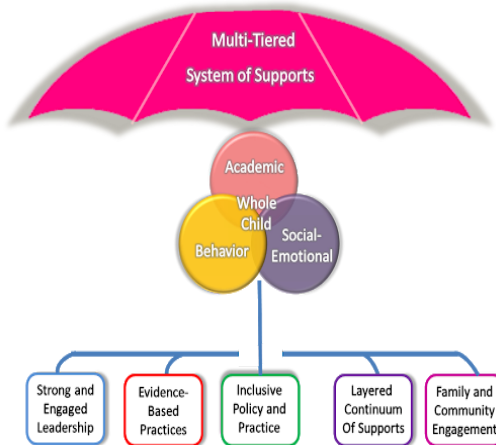 Multi-Tiered
System of Supports
Academic
Whole
Child
Behavior
Social-
Emotional
Strong and
Engaged
Leadership
Evidence-
Based
Practices
Inclusive
Policy and
Practice
Layered
Continuum
Of Supports
Family and
Community
Engagement